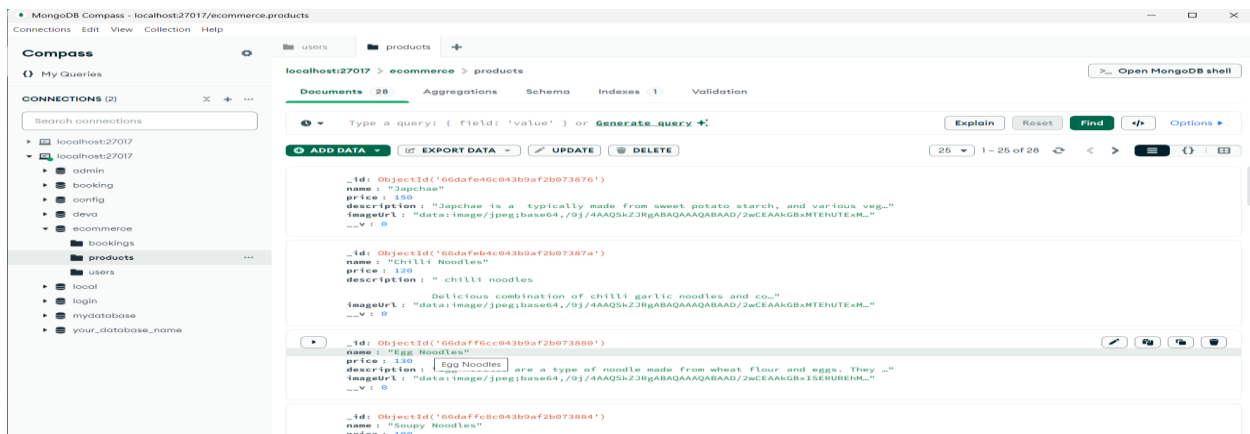 MongoDB Compass - localhost:27017/ecommerce.products
Connections Edit View Collection Help
Compass
{} My Queries
CONNECTIONS (2)
Search connections
localhost:27017
localhost:27017
admin
booking
config
deva
ecommerce
bookings
products
users
local
login
mydatabase
your_database_name
users products +
localhost:27017 > ecommerce > products
>_ Open MongoDB shell
Documents 28 Aggregations Schema Indexes 1 Validation
Type a query: { field: 'value' } or Generate query
Explain Reset Find </> Options
ADD DATA EXPORT DATA UPDATE DELETE
25 1 – 25 of 28
_id: ObjectId('66dafe46c043b9af2b073876')
name : "Japchae"
price : 150
description : "Japchae is a typically made from sweet potato starch, and various veg…"
imageUrl : "data:image/jpeg;base64,/9j/4AAQSkZJRgABAQAAAQABAAD/2wCEAAkGBxMTEhUTExM…"
__v : 0
_id: ObjectId('66dafeb4c043b9af2b07387a')
name : "Chilli Noodles"
price : 120
description : " chilli noodles
Delicious combination of chilli garlic noodles and co…"
imageUrl : "data:image/jpeg;base64,/9j/4AAQSkZJRgABAQAAAQABAAD/2wCEAAkGBxMTEhUTExM…"
__v : 0
_id: ObjectId('66daff6cc043b9af2b073880')
name : "Egg Noodles"
price : 130
Egg Noodles
description : are a type of noodle made from wheat flour and eggs. They …"
imageUrl : "data:image/jpeg;base64,/9j/4AAQSkZJRgABAQAAAQABAAD/2wCEAAkGBxISERUREhM…"
__v : 0
_id: ObjectId('66daffc8c043b9af2b073884')
name : "Soupy Noodles"